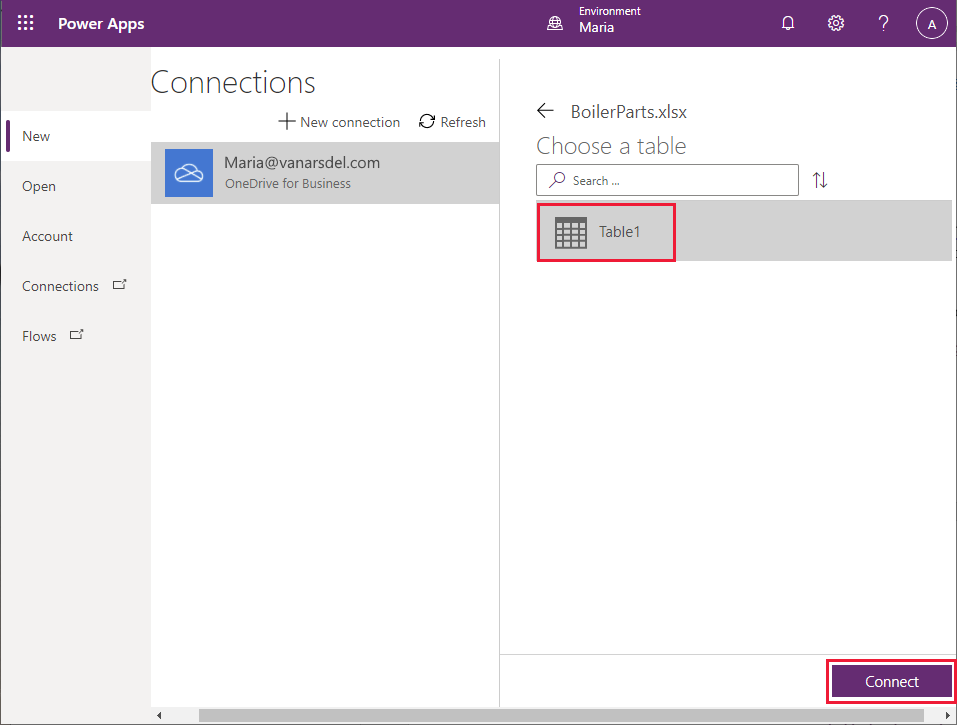 Power Apps
Environment
Maria
A
New
Open
Account
Connections
Flows
Connections
New connection
Refresh
Maria@vanarsdel.com
OneDrive for Business
BoilerParts.xlsx
Choose a table
Search ...
Table1
Connect